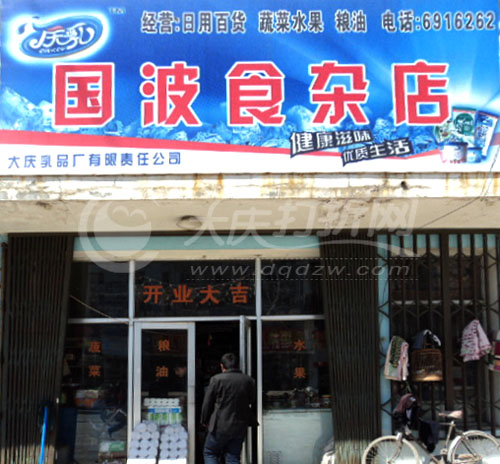 庆乳
经营:日用百货 蔬菜水果 粮油 电话:6916262
国波食杂店
健康滋味
优质生活
大庆乳品厂有限责任公司
大庆打折网
www.dqdzw.com
开业大吉
蔬菜
粮油
水果